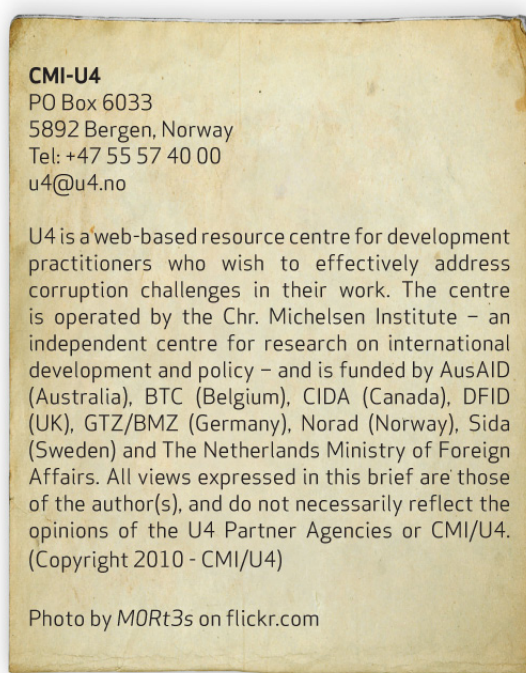 CMI-U4
PO Box 6033
5892 Bergen, Norway
Tel: +47 55 57 40 00
u4@u4.no
U4 is a web-based resource centre for development
practitioners who wish to effectively address
corruption challenges in their work. The centre
is operated by the Chr. Michelsen Institute – an
independent centre for research on international
development and policy – and is funded by AusAID
(Australia), BTC (Belgium), CIDA (Canada), DFID
(UK), GTZ/BMZ (Germany), Norad (Norway), Sida
(Sweden) and The Netherlands Ministry of Foreign
Affairs. All views expressed in this brief are those
of the author(s), and do not necessarily reflect the
opinions of the U4 Partner Agencies or CMI/U4.
(Copyright 2010 - CMI/U4)
Photo by M0Rt3s on flickr.com